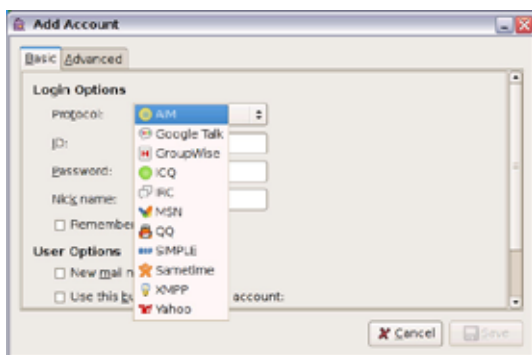 Add Account
Basic Advanced
Login Options
Protocol: AIM
Google Talk
ID:
GroupWise
Password:
ICQ
IRC
Nick name:
MSN
Remember
QQ
User Options
SIMPLE
New mail n
Sametime
XMPP
Use this bu account:
Yahoo
Cancel Save